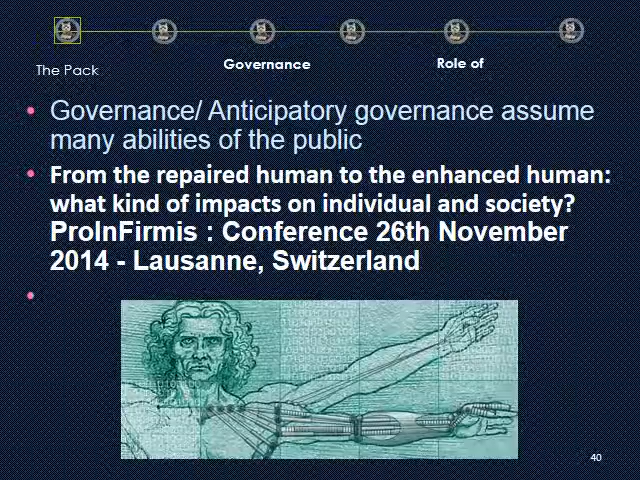 The Pack
Governance
Role of
Governance/ Anticipatory governance assume
many abilities of the public
From the repaired human to the enhanced human:
what kind of impacts on individual and society?
ProInFirmis : Conference 26th November
2014 - Lausanne, Switzerland
40